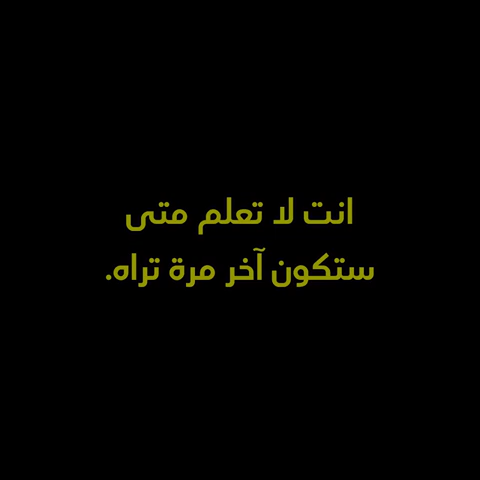 انت لا تعلم متى
ستكون آخر مرة تراه.